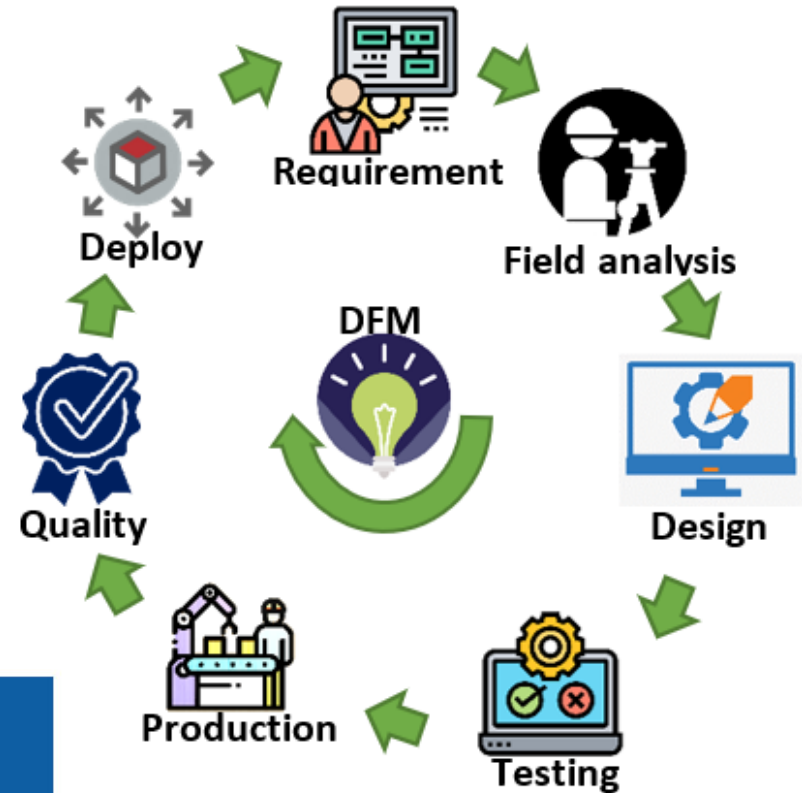 Requirement
Field analysis
Design
Testing
Production
Quality
Deploy
DFM